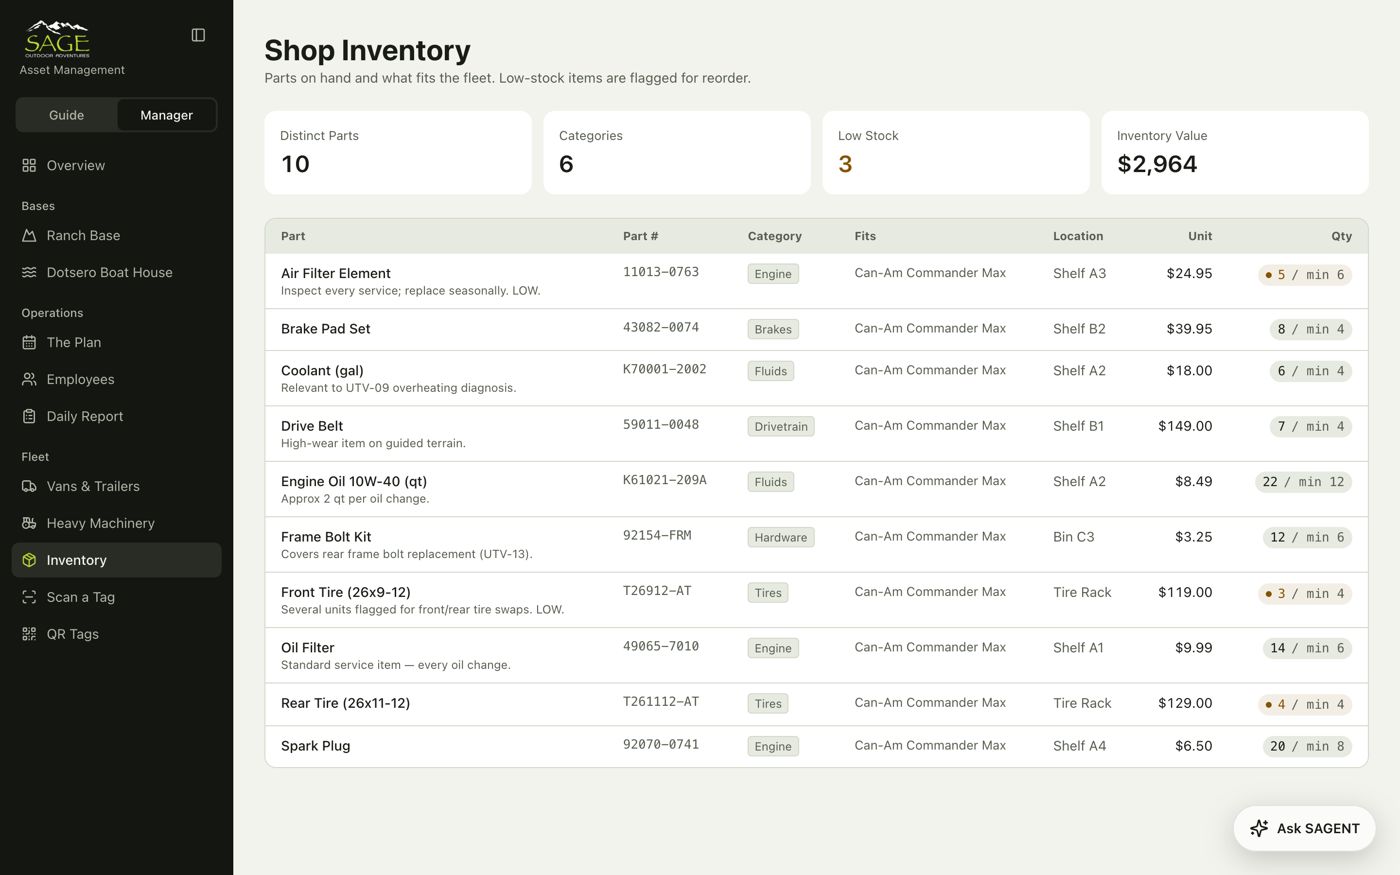 SAGE
OUTDOOR ADVENTURES
Asset Management
Guide
Manager
Overview
Bases
Ranch Base
Dotsero Boat House
Operations
The Plan
Employees
Daily Report
Fleet
Vans & Trailers
Heavy Machinery
Inventory
Scan a Tag
QR Tags
Shop Inventory
Parts on hand and what fits the fleet. Low-stock items are flagged for reorder.
Distinct Parts
10
Categories
6
Low Stock
3
Inventory Value
$2,964
Part Part # Category Fits Location Unit Qty
Air Filter Element 11013-0763 Engine Can-Am Commander Max Shelf A3 $24.95 5 / min 6
Inspect every service; replace seasonally. LOW.
Brake Pad Set 43082-0074 Brakes Can-Am Commander Max Shelf B2 $39.95 8 / min 4
Coolant (gal) K70001-2002 Fluids Can-Am Commander Max Shelf A2 $18.00 6 / min 4
Relevant to UTV-09 overheating diagnosis.
Drive Belt 59011-0048 Drivetrain Can-Am Commander Max Shelf B1 $149.00 7 / min 4
High-wear item on guided terrain.
Engine Oil 10W-40 (qt) K61021-209A Fluids Can-Am Commander Max Shelf A2 $8.49 22 / min 12
Approx 2 qt per oil change.
Frame Bolt Kit 92154-FRM Hardware Can-Am Commander Max Bin C3 $3.25 12 / min 6
Covers rear frame bolt replacement (UTV-13).
Front Tire (26x9-12) T26912-AT Tires Can-Am Commander Max Tire Rack $119.00 3 / min 4
Several units flagged for front/rear tire swaps. LOW.
Oil Filter 49065-7010 Engine Can-Am Commander Max Shelf A1 $9.99 14 / min 6
Standard service item — every oil change.
Rear Tire (26x11-12) T261112-AT Tires Can-Am Commander Max Tire Rack $129.00 4 / min 4
Spark Plug 92070-0741 Engine Can-Am Commander Max Shelf A4 $6.50 20 / min 8
Ask SAGENT